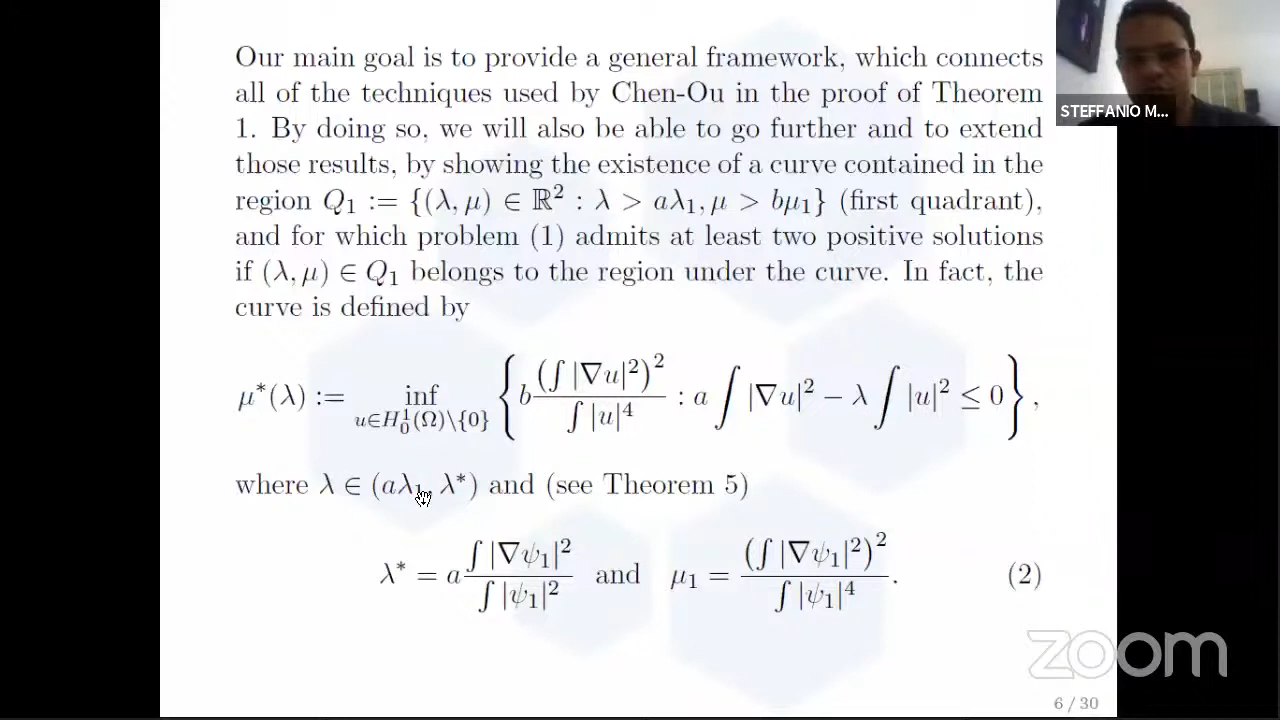 Our main goal is to provide a general framework, which connects
all of the techniques used by Chen-Ou in the proof of Theorem
1. By doing so, we will also be able to go further and to extend
those results, by showing the existence of a curve contained in the
region Q₁ := {(λ, μ) ∈ ℝ² : λ > aλ₁, μ > bμ₁} (first quadrant),
and for which problem (1) admits at least two positive solutions
if (λ, μ) ∈ Q₁ belongs to the region under the curve. In fact, the
curve is defined by
μ*(λ) := inf_{u∈H₀¹(Ω)\{0}} { b (∫|∇u|²)² / ∫|u|⁴ : a ∫|∇u|² − λ ∫|u|² ≤ 0 },
where λ ∈ (aλ₁, λ*) and (see Theorem 5)
λ* = a ∫|∇ψ₁|² / ∫|ψ₁|² and μ₁ = (∫|∇ψ₁|²)² / ∫|ψ₁|⁴. (2)
STEFFANIO M...
zoom
6 / 30